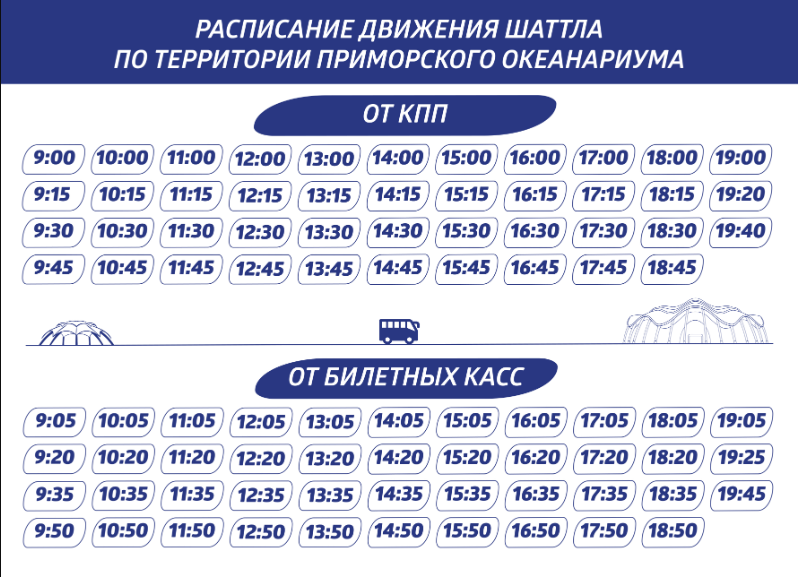 РАСПИСАНИЕ ДВИЖЕНИЯ ШАТТЛА
ПО ТЕРРИТОРИИ ПРИМОРСКОГО ОКЕАНАРИУМА
ОТ КПП
9:00 10:00 11:00 12:00 13:00 14:00 15:00 16:00 17:00 18:00 19:00
9:15 10:15 11:15 12:15 13:15 14:15 15:15 16:15 17:15 18:15 19:20
9:30 10:30 11:30 12:30 13:30 14:30 15:30 16:30 17:30 18:30 19:40
9:45 10:45 11:45 12:45 13:45 14:45 15:45 16:45 17:45 18:45
ОТ БИЛЕТНЫХ КАСС
9:05 10:05 11:05 12:05 13:05 14:05 15:05 16:05 17:05 18:05 19:05
9:20 10:20 11:20 12:20 13:20 14:20 15:20 16:20 17:20 18:20 19:25
9:35 10:35 11:35 12:35 13:35 14:35 15:35 16:35 17:35 18:35 19:45
9:50 10:50 11:50 12:50 13:50 14:50 15:50 16:50 17:50 18:50